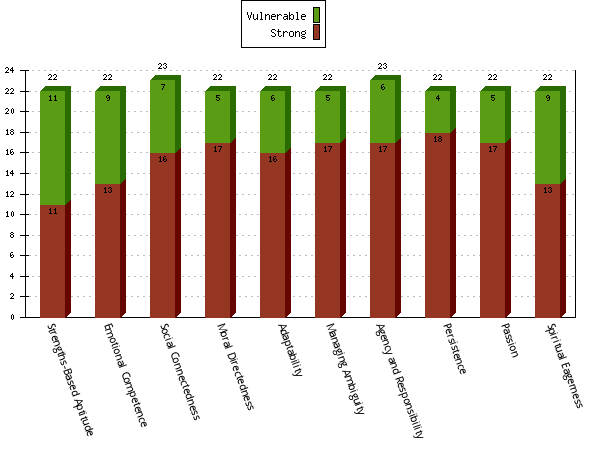 Vulnerable
Strong
24
22
20
18
16
14
12
10
8
6
4
2
0
22 22 23 22 22 22 23 22 22 22
11 9 7 5 6 5 6 4 5 9
11 13 16 17 16 17 17 18 17 13
Strengths-Based Aptitude
Emotional Competence
Social Connectedness
Moral Directedness
Adaptability
Managing Ambiguity
Agency and Responsibility
Persistence
Passion
Spiritual Eagerness